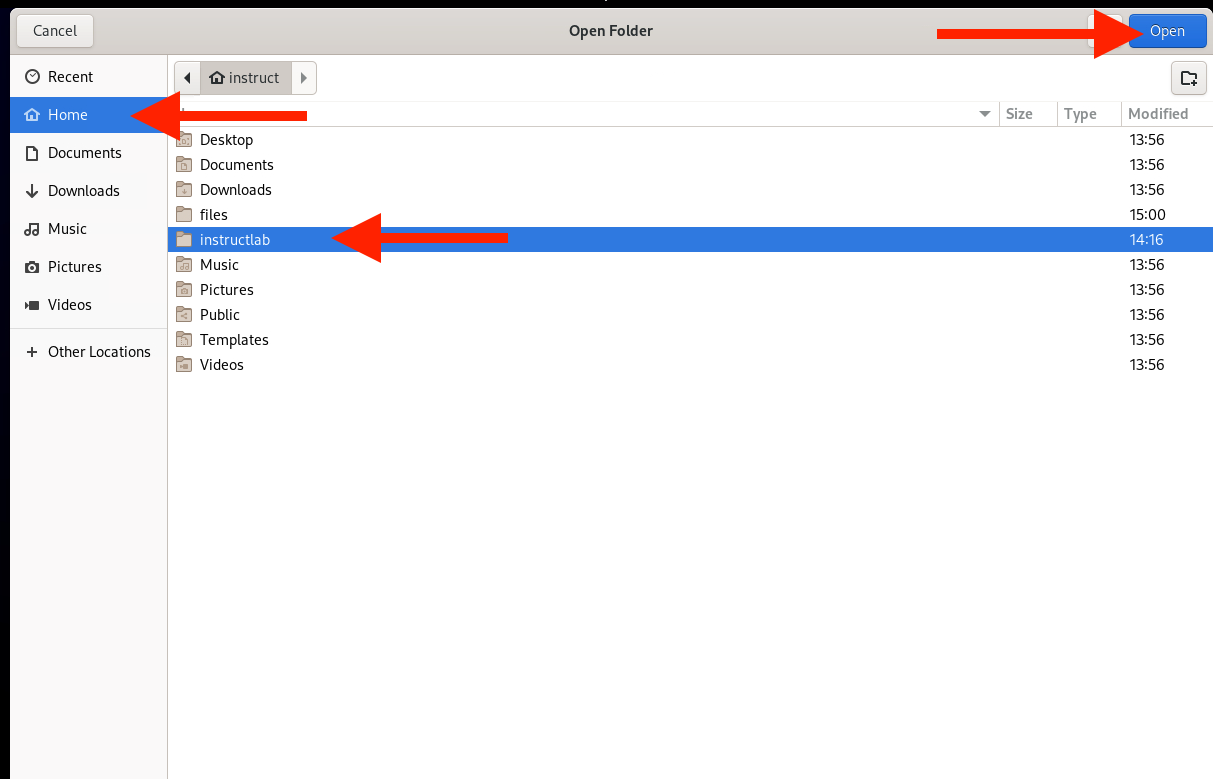 Cancel Open Folder Open
Recent
Home
Documents
Downloads
Music
Pictures
Videos
Other Locations
instruct
Size Type Modified
Desktop 13:56
Documents 13:56
Downloads 13:56
files 15:00
instructlab 14:16
Music 13:56
Pictures 13:56
Public 13:56
Templates 13:56
Videos 13:56